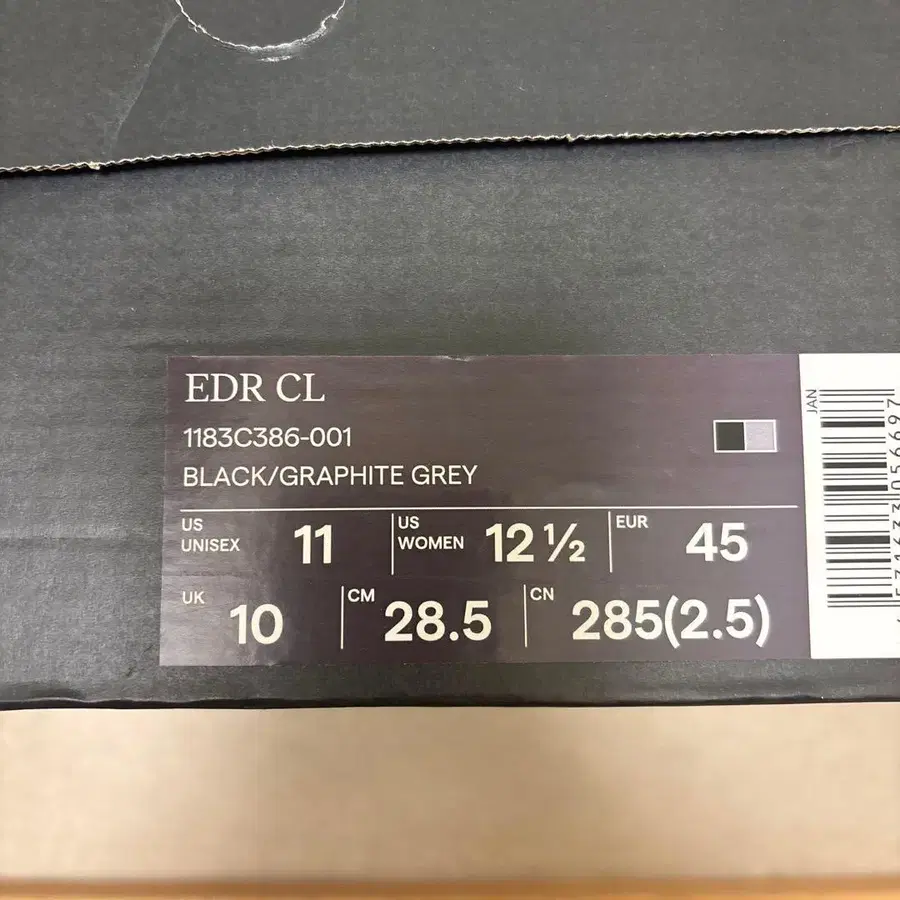 EDR CL
1183C386-001
BLACK/GRAPHITE GREY
US UNISEX 11 US WOMEN 12 ½ EUR 45
UK 10 CM 28.5 CN 285(2.5)
JAN